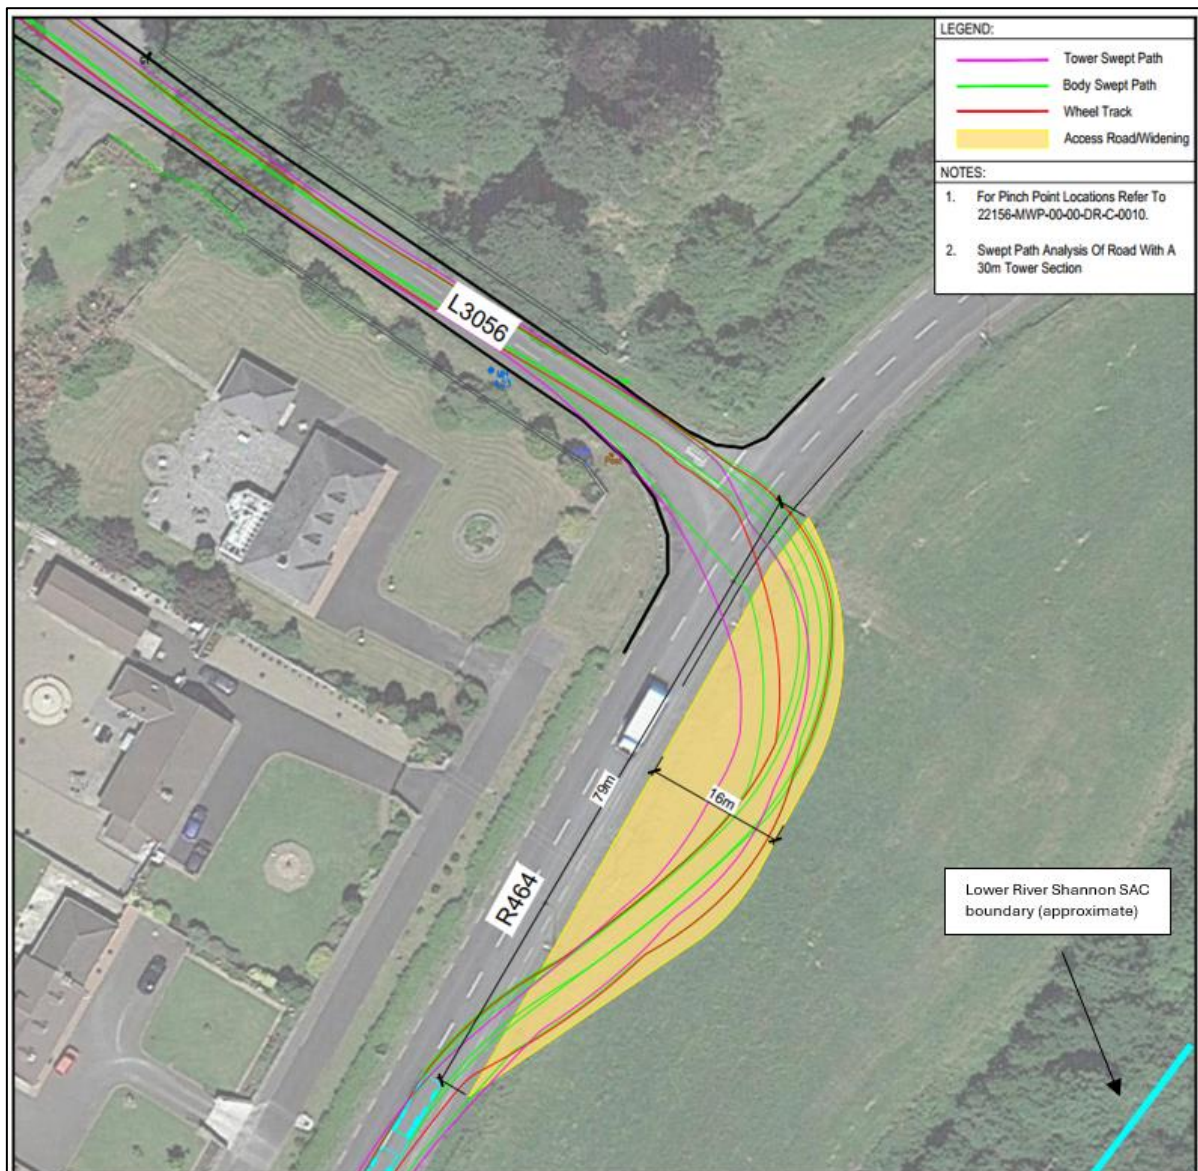 LEGEND:
Tower Swept Path
Body Swept Path
Wheel Track
Access Road/Widening
NOTES:
1. For Pinch Point Locations Refer To
22156-MWP-00-00-DR-C-0010.
2. Swept Path Analysis Of Road With A
30m Tower Section
L3056
79m
16m
R464
Lower River Shannon SAC
boundary (approximate)